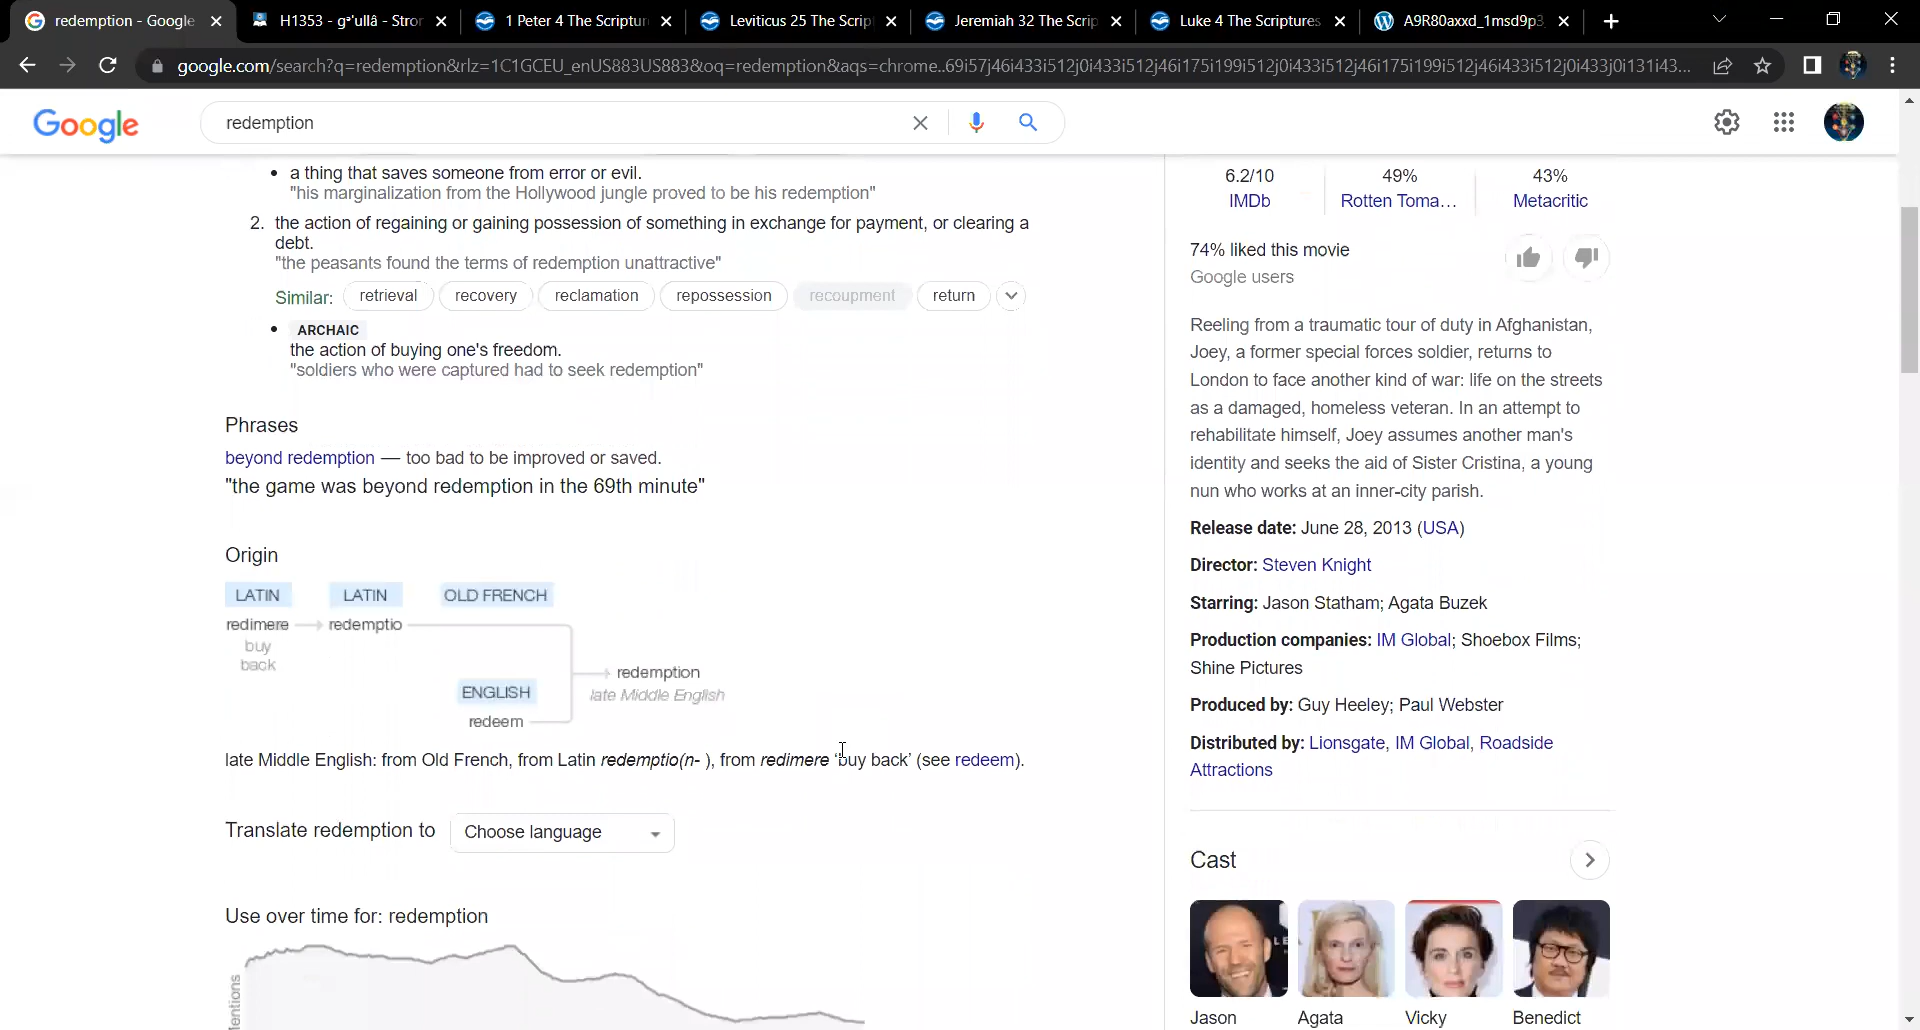 redemption - Google
H1353 - gᵊ'ullâ - Stror
1 Peter 4 The Scriptur
Leviticus 25 The Script
Jeremiah 32 The Scrip
Luke 4 The Scriptures
A9R80axxd_1msd9p3
google.com/search?q=redemption&rlz=1C1GCEU_enUS883US883&oq=redemption&aqs=chrome..69i57j46i433i512j0i433i512j46i175i199i512j0i433i512j46i175i199i512j46i433i512j0i433j0i131i43...
Google
redemption
• a thing that saves someone from error or evil.
"his marginalization from the Hollywood jungle proved to be his redemption"
2. the action of regaining or gaining possession of something in exchange for payment, or clearing a
debt.
"the peasants found the terms of redemption unattractive"
Similar: retrieval recovery reclamation repossession recoupment return
• ARCHAIC
the action of buying one's freedom.
"soldiers who were captured had to seek redemption"
Phrases
beyond redemption — too bad to be improved or saved.
"the game was beyond redemption in the 69th minute"
Origin
LATIN LATIN OLD FRENCH
redimere redemptio
buy
back
redemption
ENGLISH
late Middle English
redeem
late Middle English: from Old French, from Latin redemptio(n- ), from redimere ‘buy back’ (see redeem).
Translate redemption to Choose language
Use over time for: redemption
Mentions
6.2/10 49% 43%
IMDb Rotten Toma... Metacritic
74% liked this movie
Google users
Reeling from a traumatic tour of duty in Afghanistan,
Joey, a former special forces soldier, returns to
London to face another kind of war: life on the streets
as a damaged, homeless veteran. In an attempt to
rehabilitate himself, Joey assumes another man's
identity and seeks the aid of Sister Cristina, a young
nun who works at an inner-city parish.
Release date: June 28, 2013 (USA)
Director: Steven Knight
Starring: Jason Statham; Agata Buzek
Production companies: IM Global; Shoebox Films;
Shine Pictures
Produced by: Guy Heeley; Paul Webster
Distributed by: Lionsgate, IM Global, Roadside
Attractions
Cast
Jason Agata Vicky Benedict